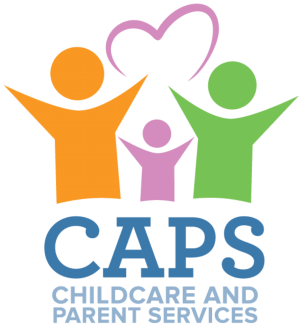 CAPS
CHILDCARE AND
PARENT SERVICES